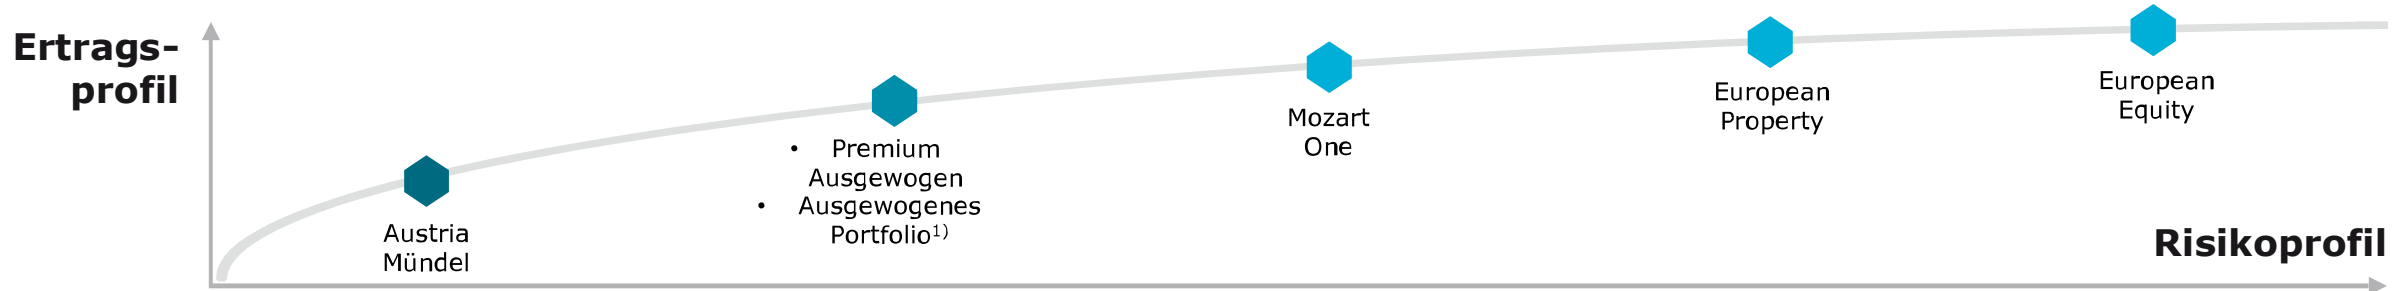 Ertrags-
profil
Austria
Mündel
• Premium
Ausgewogen
• Ausgewogenes
Portfolio¹⁾
Mozart
One
European
Property
European
Equity
Risikoprofil